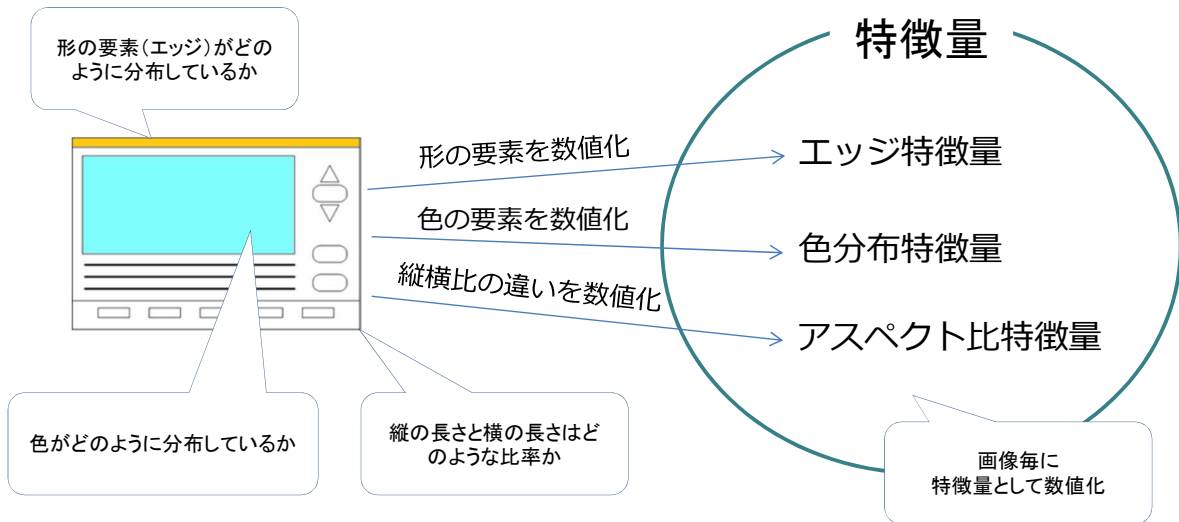 特徴量
形の要素（エッジ）がどの
ように分布しているか
形の要素を数値化
エッジ特徴量
色の要素を数値化
色分布特徴量
縦横比の違いを数値化
アスペクト比特徴量
色がどのように分布しているか
縦の長さと横の長さはど
のような比率か
画像毎に
特徴量として数値化